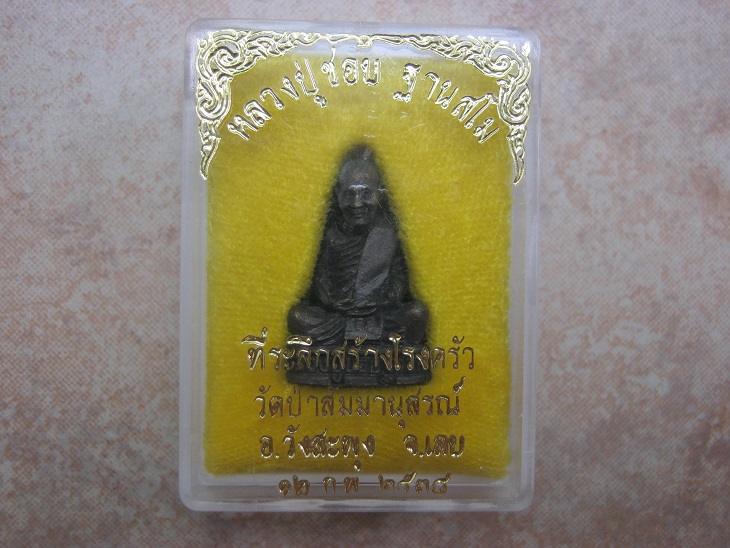 หลวงปู่ชอบ ฐานสโม
ที่ระลึกสร้างโรงครัว
วัดป่าสัมมานุสรณ์
อ.วังสะพุง จ.เลย
๑๒ กพ ๒๕๓๘